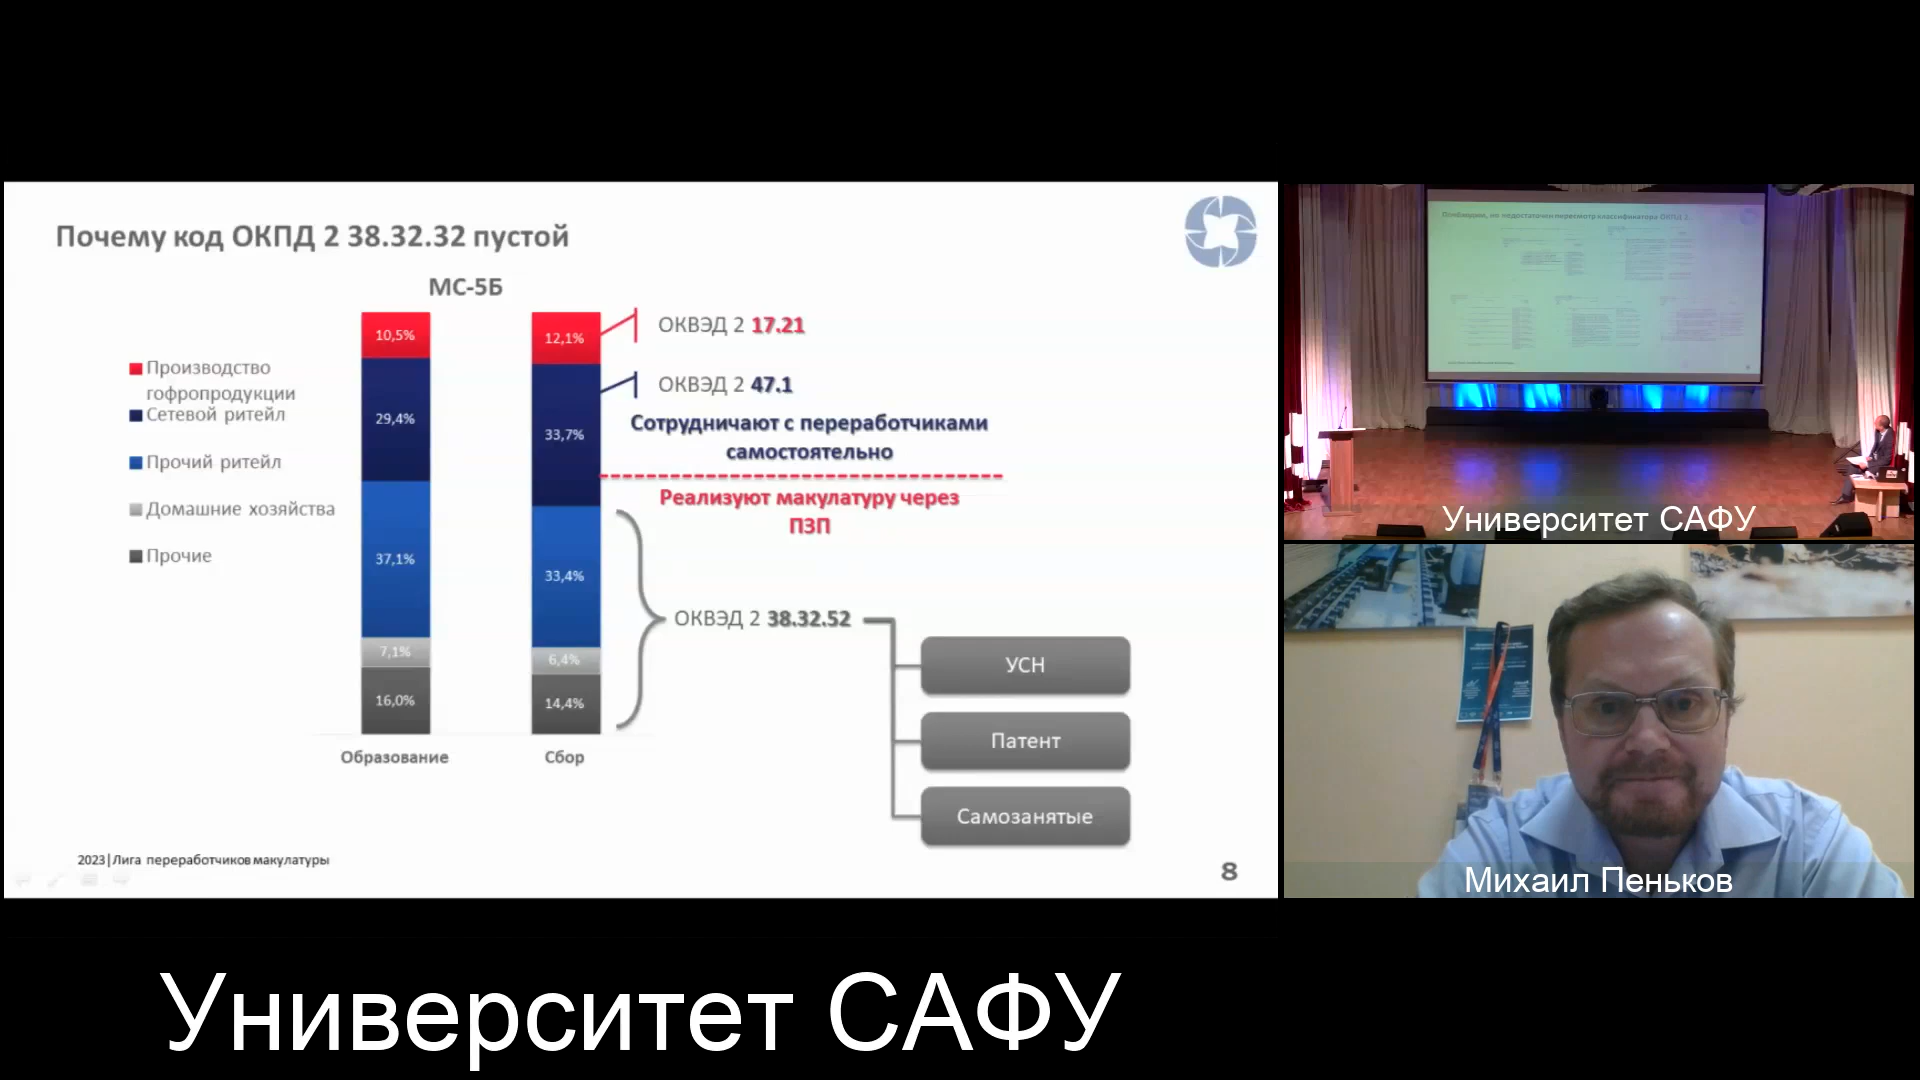 Почему код ОКПД 2 38.32.32 пустой
МС-5Б
Производство
гофропродукции
Сетевой ритейл
Прочий ритейл
Домашние хозяйства
Прочие
10,5%
29,4%
37,1%
7,1%
16,0%
12,1%
33,7%
33,4%
6,4%
14,4%
Образование
Сбор
ОКВЭД 2 17.21
ОКВЭД 2 47.1
Сотрудничают с переработчиками
самостоятельно
Реализуют макулатуру через
ПЗП
ОКВЭД 2 38.32.52
УСН
Патент
Самозанятые
2023|Лига переработчиков макулатуры
8
Университет САФУ
Михаил Пеньков
Университет САФУ